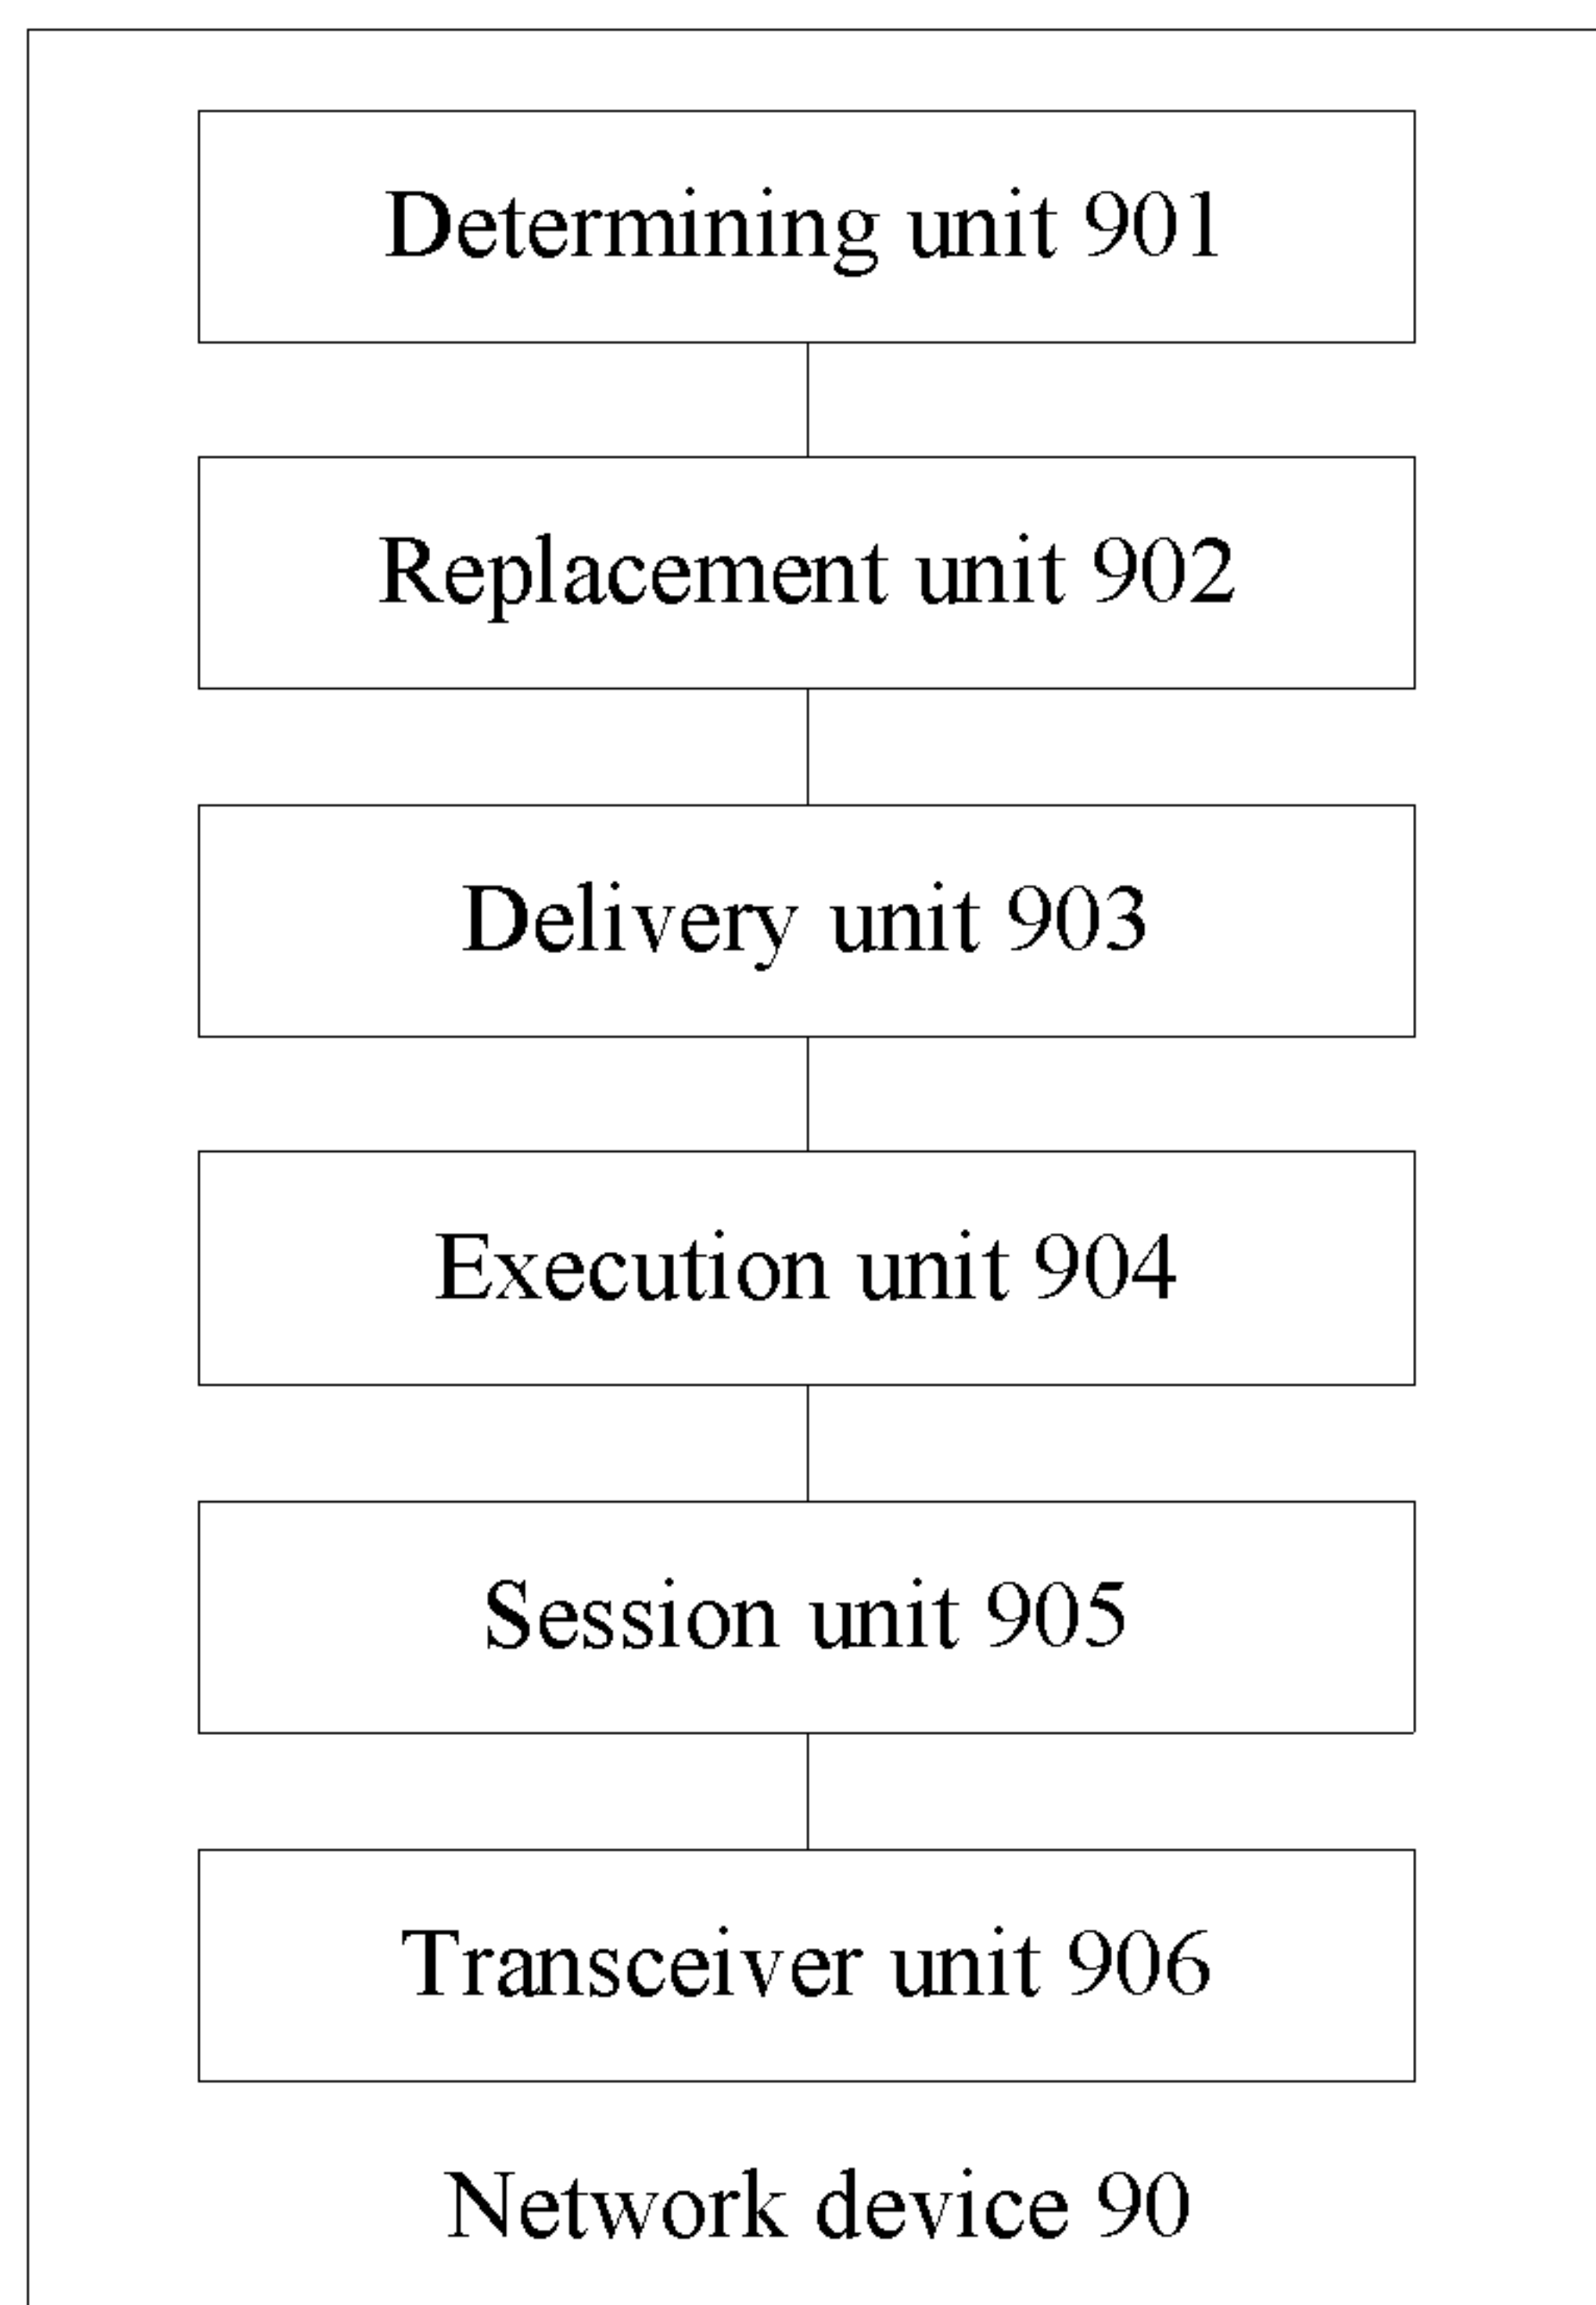 Determining unit 901
Replacement unit 902
Delivery unit 903
Execution unit 904
Session unit 905
Transceiver unit 906
Network device 90